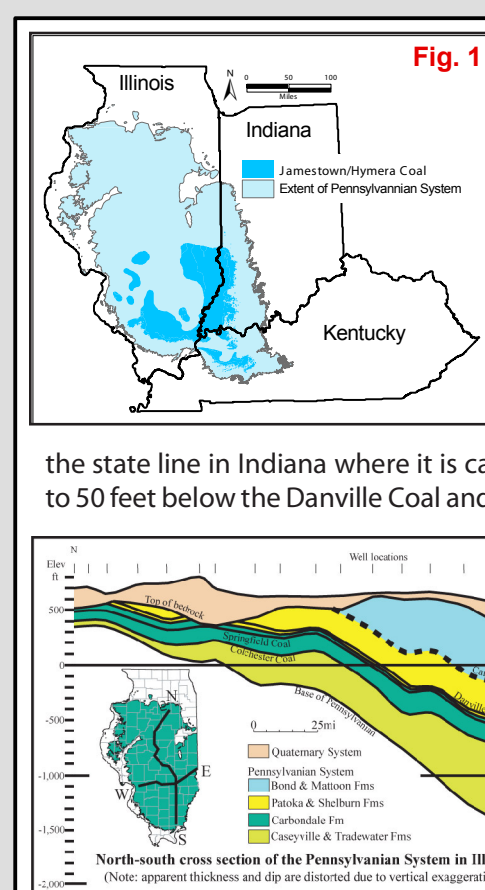 Fig. 1
Illinois
N
0 50 100
Miles
Indiana
Jamestown/Hymera Coal
Extent of Pennsylvannian System
Kentucky
the state line in Indiana where it is ca
to 50 feet below the Danville Coal and
N
Well locations
Elev
ft
500
0
-500
-1,000
-1,500
-2,000
Top of bedrock
Springfield Coal
Colchester Coal
Base of Pennsylvanian
Danville
Ca
N
E
W
S
0 25mi
Quaternary System
Pennsylvanian System
Bond & Mattoon Fms
Patoka & Shelburn Fms
Carbondale Fm
Caseyville & Tradewater Fms
North-south cross section of the Pennsylvanian System in Ill
(Note: apparent thickness and dip are distorted due to vertical exaggerati